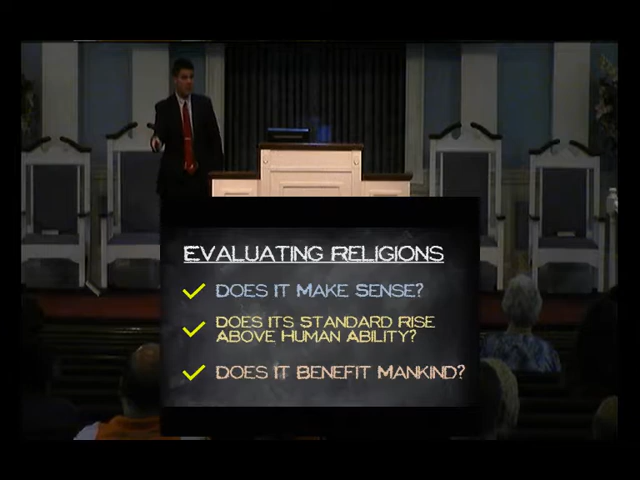 Evaluating Religions
Does it Make Sense?
Does its Standard Rise
Above Human Ability?
Does it Benefit Mankind?